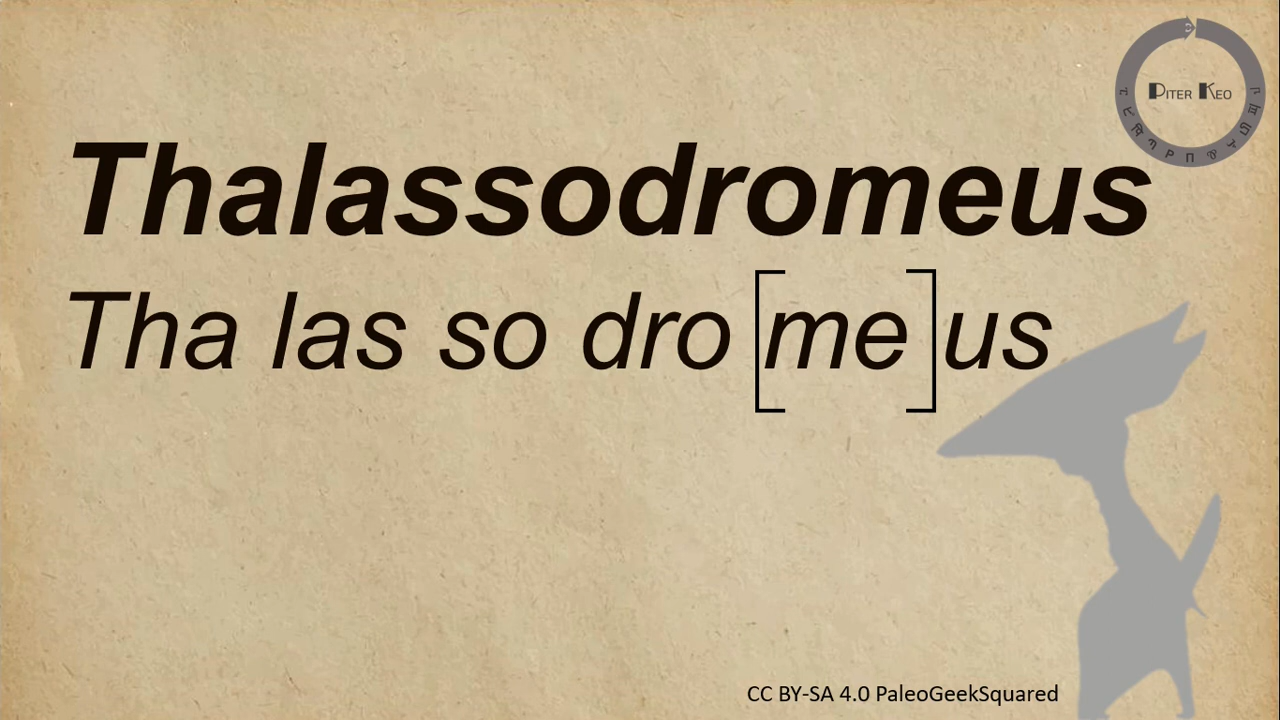 PITER KEO
Thalassodromeus
Tha las so dro [me] us
CC BY-SA 4.0 PaleoGeekSquared